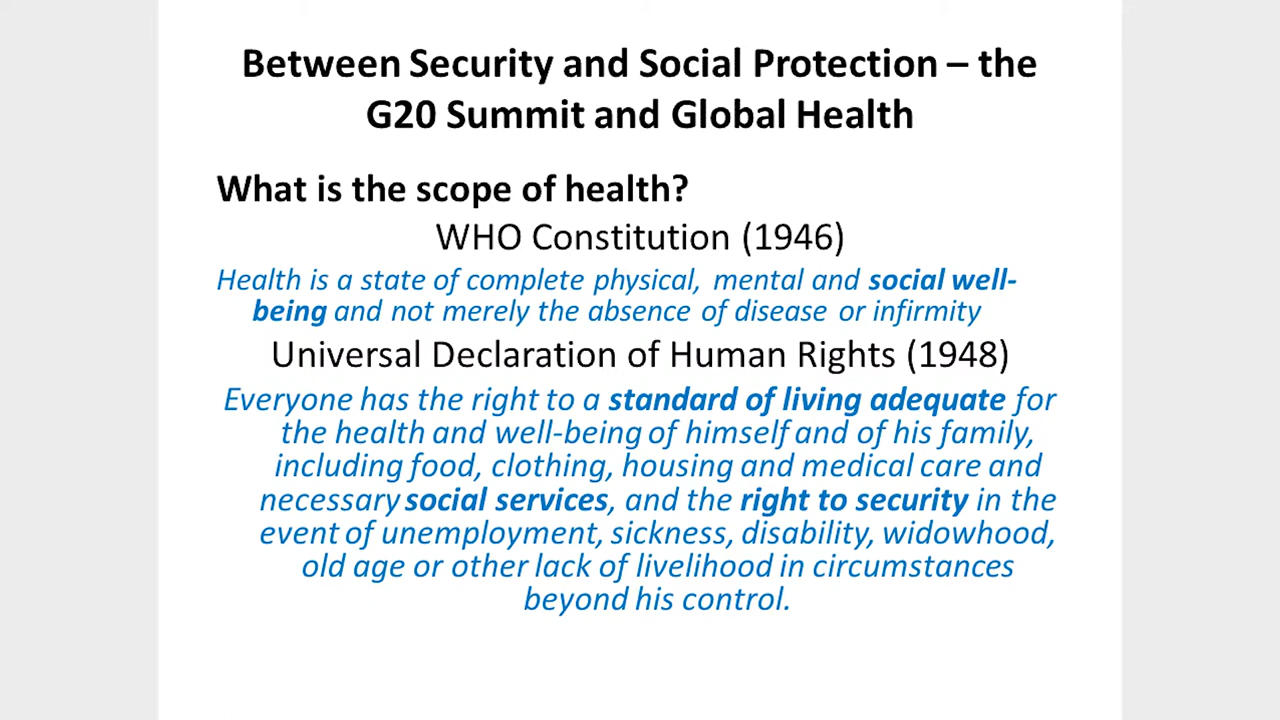 Between Security and Social Protection – the
G20 Summit and Global Health
What is the scope of health?
WHO Constitution (1946)
Health is a state of complete physical, mental and social well-
being and not merely the absence of disease or infirmity
Universal Declaration of Human Rights (1948)
Everyone has the right to a standard of living adequate for
the health and well-being of himself and of his family,
including food, clothing, housing and medical care and
necessary social services, and the right to security in the
event of unemployment, sickness, disability, widowhood,
old age or other lack of livelihood in circumstances
beyond his control.